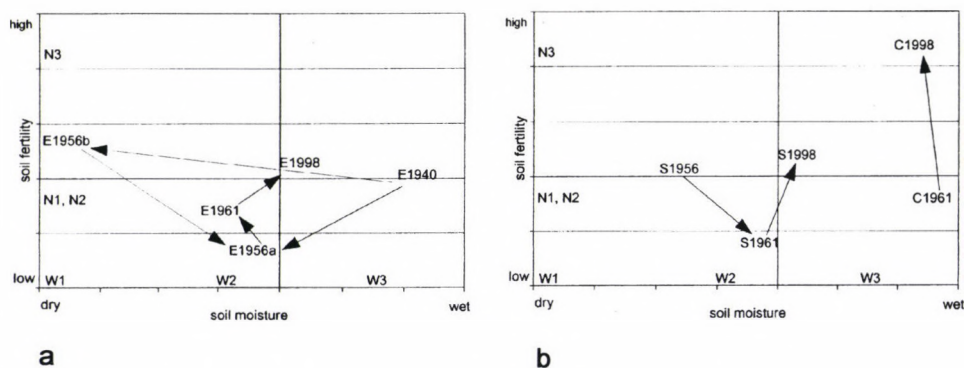 high
N3
soil fertility
E1956b
E1998
E1940
N1, N2
E1961
E1956a
low
W1
W2
W3
dry
soil moisture
wet
a
high
N3
C1998
soil fertility
S1956
S1998
N1, N2
C1961
S1961
low
W1
W2
W3
dry
soil moisture
wet
b